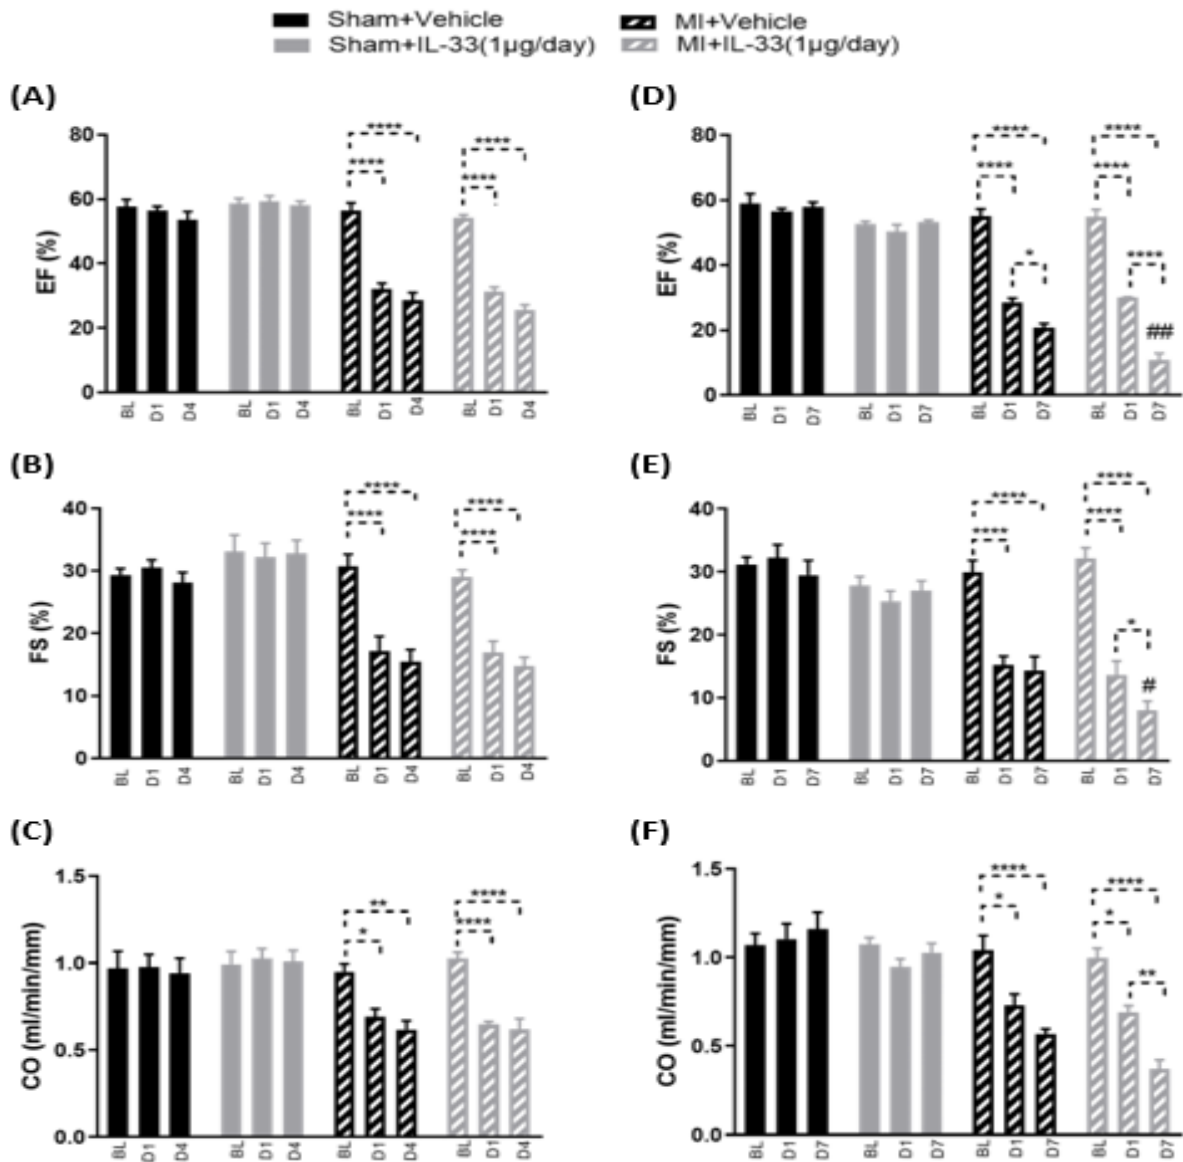 Sham+Vehicle MI+Vehicle
Sham+IL-33(1µg/day) MI+IL-33(1µg/day)
(A)
80
60
40
20
0
EF (%)
**** ****
**** ****
BL D1 D4 BL D1 D4 BL D1 D4 BL D1 D4
(D)
80
60
40
20
0
EF (%)
**** ****
**** ****
* ****
##
BL D1 D7 BL D1 D7 BL D1 D7 BL D1 D7
(B)
40
30
20
10
0
FS (%)
**** ****
**** ****
BL D1 D4 BL D1 D4 BL D1 D4 BL D1 D4
(E)
40
30
20
10
0
FS (%)
**** ****
**** ****
*
#
BL D1 D7 BL D1 D7 BL D1 D7 BL D1 D7
(C)
1.5
1.0
0.5
0.0
CO (ml/min/mm)
** ****
* ****
BL D1 D4 BL D1 D4 BL D1 D4 BL D1 D4
(F)
1.5
1.0
0.5
0.0
CO (ml/min/mm)
**** ****
* *
**
BL D1 D7 BL D1 D7 BL D1 D7 BL D1 D7